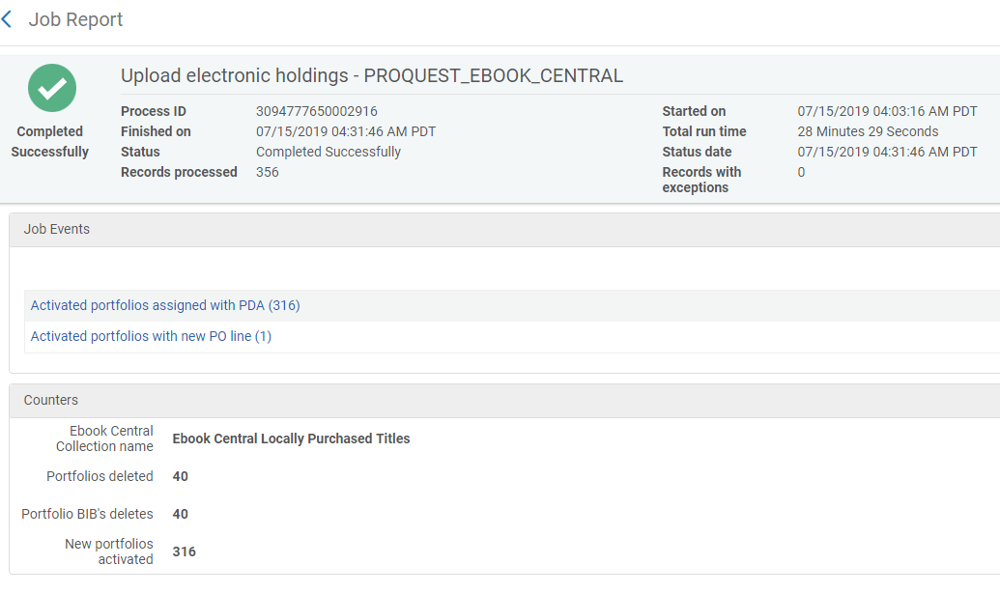 Job Report
Upload electronic holdings - PROQUEST_EBOOK_CENTRAL
Completed Successfully
Process ID 3094777650002916
Finished on 07/15/2019 04:31:46 AM PDT
Status Completed Successfully
Records processed 356
Started on 07/15/2019 04:03:16 AM PDT
Total run time 28 Minutes 29 Seconds
Status date 07/15/2019 04:31:46 AM PDT
Records with exceptions 0
Job Events
Activated portfolios assigned with PDA (316)
Activated portfolios with new PO line (1)
Counters
Ebook Central Collection name Ebook Central Locally Purchased Titles
Portfolios deleted 40
Portfolio BIB's deletes 40
New portfolios activated 316